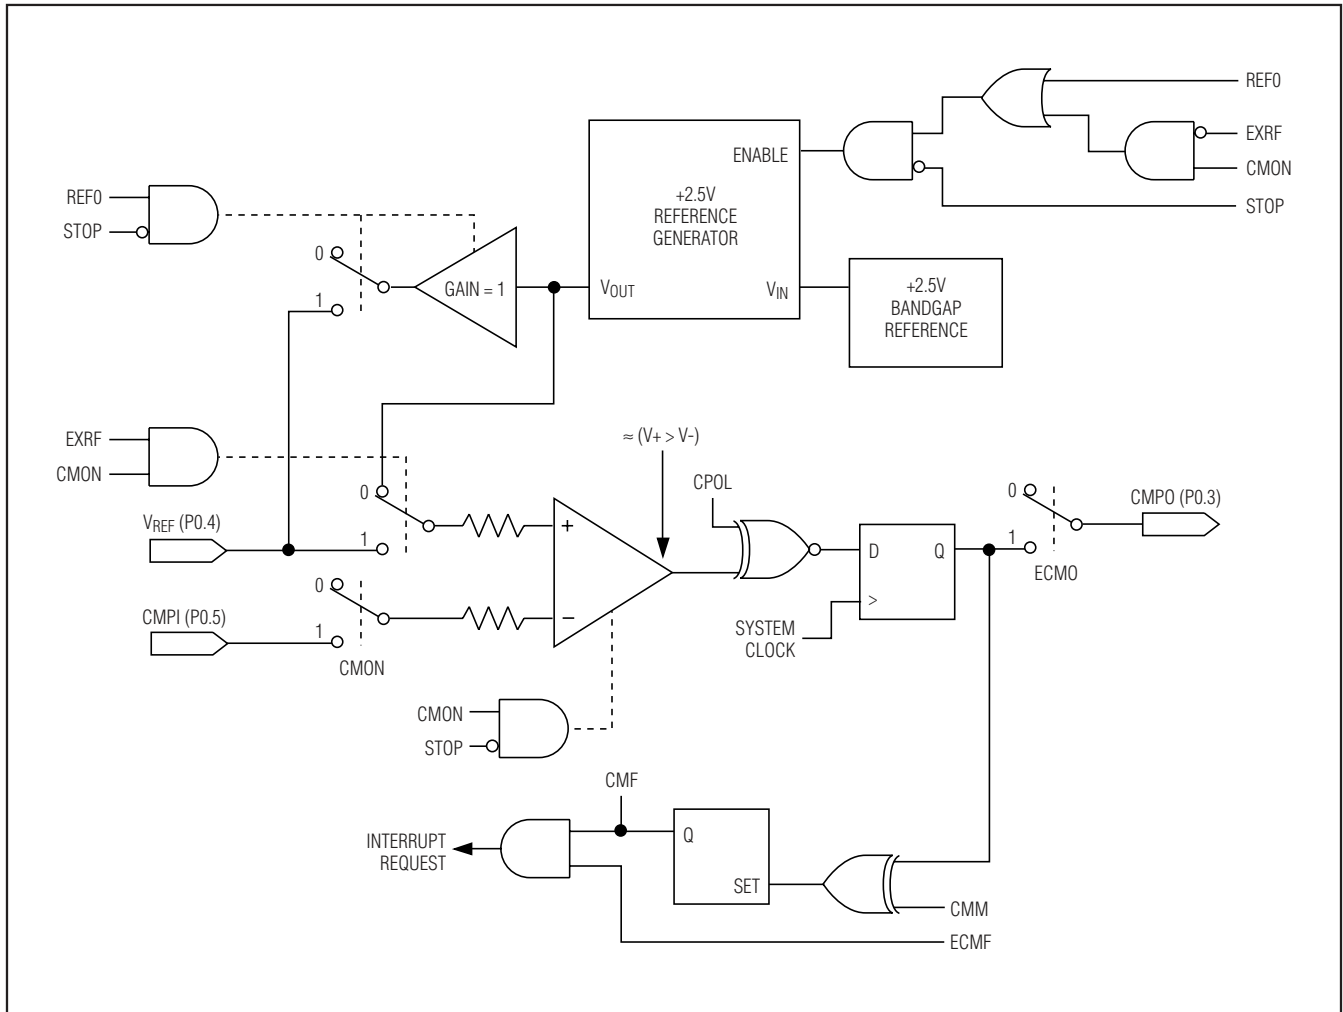 REFO
EXRF
CMON
STOP
ENABLE
+2.5V
REFERENCE
GENERATOR
VOUT
VIN
+2.5V
BANDGAP
REFERENCE
REFO
STOP
0
1
GAIN = 1
EXRF
CMON
VREF (P0.4)
0
1
≈ (V+ > V-)
CPOL
+
−
0
1
CMPI (P0.5)
CMON
D
Q
>
SYSTEM
CLOCK
0
1
ECMO
CMPO (P0.3)
CMON
STOP
CMF
INTERRUPT
REQUEST
Q
SET
CMM
ECMF